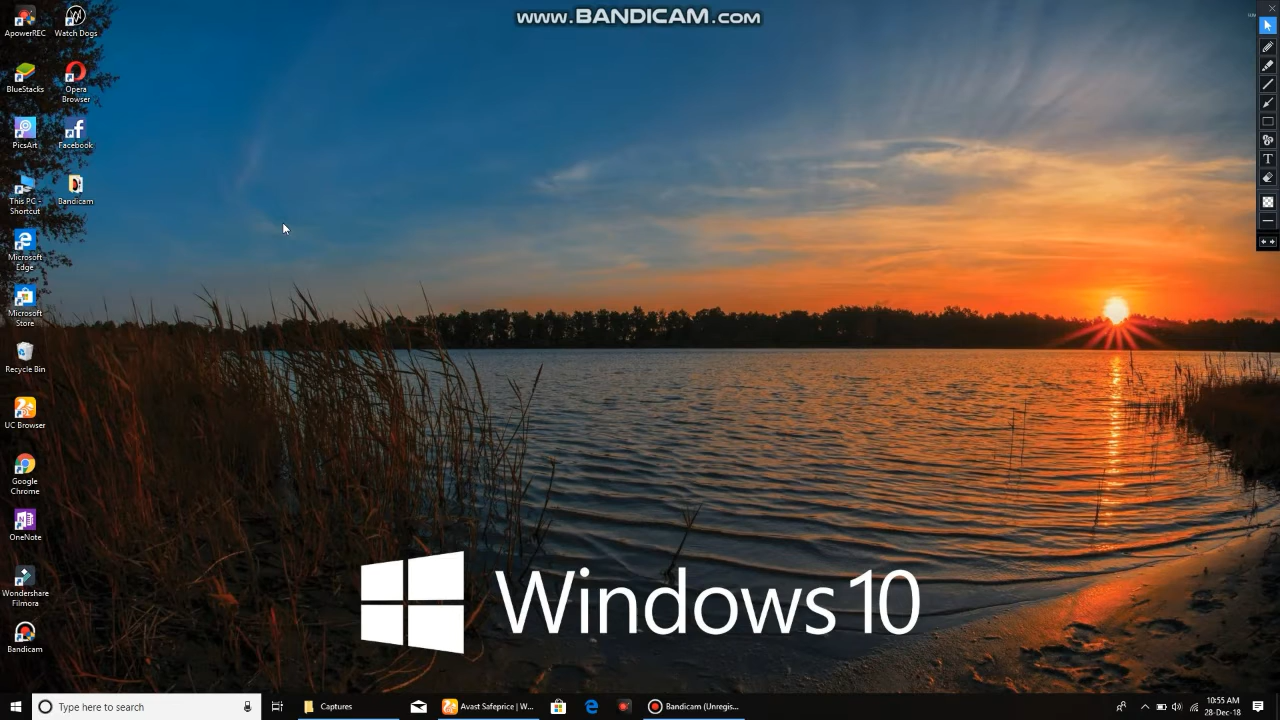 www.BANDICAM.com
ApowerREC
Watch Dogs
BlueStacks
Opera
Browser
PicsArt
Facebook
This PC -
Shortcut
Bandicam
Microsoft
Edge
Microsoft
Store
Recycle Bin
UC Browser
Google
Chrome
OneNote
Wondershare
Filmora
Bandicam
T
Windows 10
Type here to search
Captures
Avast Safeprice | W...
Bandicam (Unregis...
10:55 AM
28-Dec-18